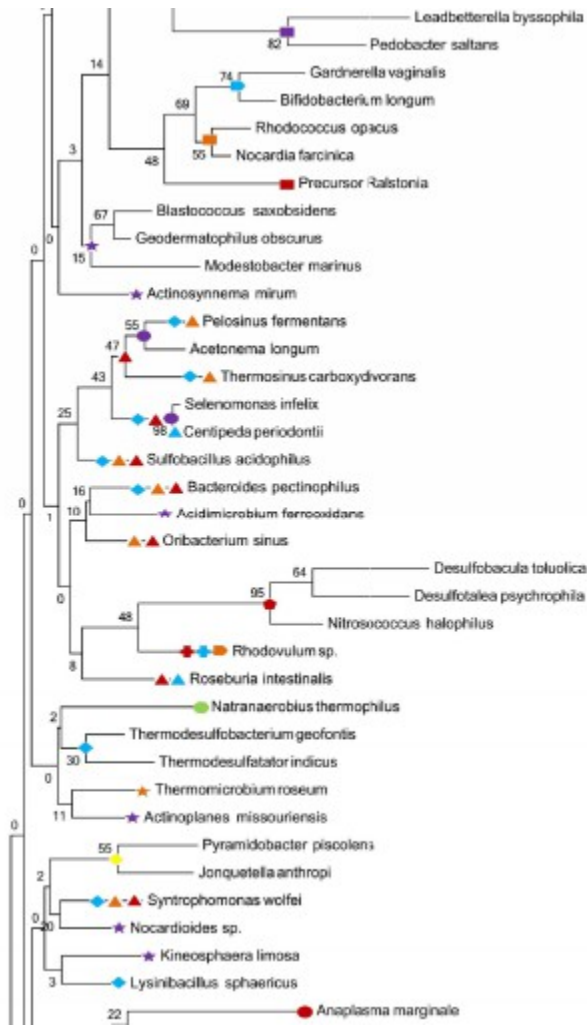 Leadbetterella byssophila
82
Pedobacter saltans
Gardnerella vaginalis
74
14
Bifidobacterium longum
69
Rhodococcus opacus
55
Nocardia farcinica
3
48
Precursor Ralstonia
Blastococcus saxobsidens
67
0
Geodermatophilus obscurus
0
15
Modestobacter marinus
Actinosynnema mirum
Pelosinus fermentans
55
47
Acetonema longum
43
Thermosinus carboxydivorans
Selenomonas infelix
25
98
Centipeda periodontii
Sulfobacillus acidophilus
16
Bacteroides pectinophilus
0
10
Acidimicrobium ferrooxidans
1
Oribacterium sinus
64
Desulfobacula toluolica
0
95
Desulfotalea psychrophila
48
Nitrosococcus halophilus
Rhodovulum sp.
8
Roseburia intestinalis
2
Natranaerobius thermophilus
Thermodesulfobacterium geofontis
30
Thermodesulfatator indicus
0
Thermomicrobium roseum
11
Actinoplanes missouriensis
0
55
Pyramidobacter piscolens
2
Jonquetella anthropi
Syntrophomonas wolfei
0
20
Nocardioides sp.
Kineosphaera limosa
3
Lysinibacillus sphaericus
22
Anaplasma marginale